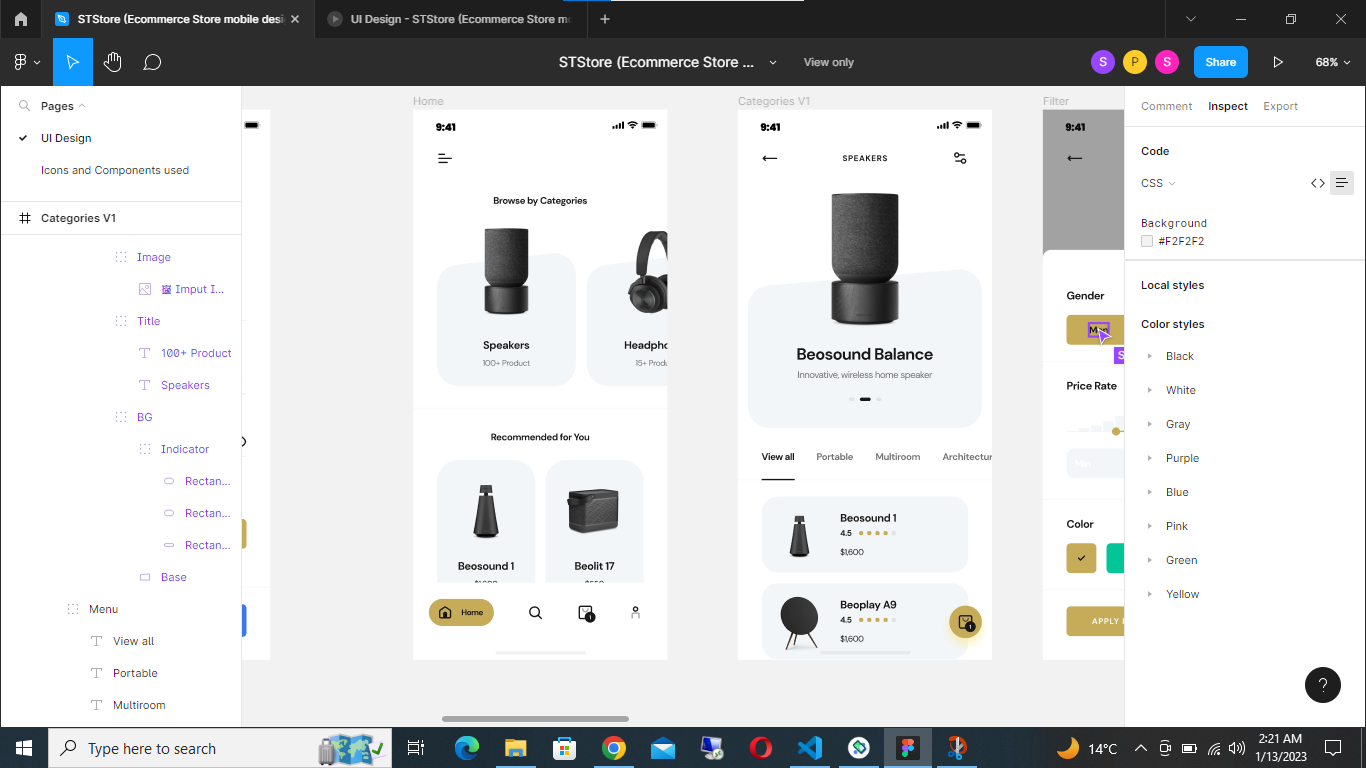 STStore (Ecommerce Store mobile desi
UI Design - STStore (Ecommerce Store m
STStore (Ecommerce Store ...
View only
S
P
S
Share
68%
Pages
UI Design
Icons and Components used
Categories V1
Image
Imput I...
Title
100+ Product
Speakers
BG
Indicator
Rectan...
Rectan...
Rectan...
Base
Menu
View all
Portable
Multiroom
Home
9:41
Browse by Categories
Speakers
100+ Product
Headpho
15+ Produ
Recommended for You
Beosound 1
Beolit 17
Home
1
Categories V1
9:41
SPEAKERS
Beosound Balance
Innovative, wireless home speaker
View all
Portable
Multiroom
Architectur
Beosound 1
4.5
$1,600
Beoplay A9
4.5
$1,600
1
Filter
9:41
Gender
Man
S
Price Rate
Min
Color
APPLY
Comment
Inspect
Export
Code
CSS
Background
#F2F2F2
Local styles
Color styles
Black
White
Gray
Purple
Blue
Pink
Green
Yellow
?
Type here to search
14°C
2:21 AM
1/13/2023